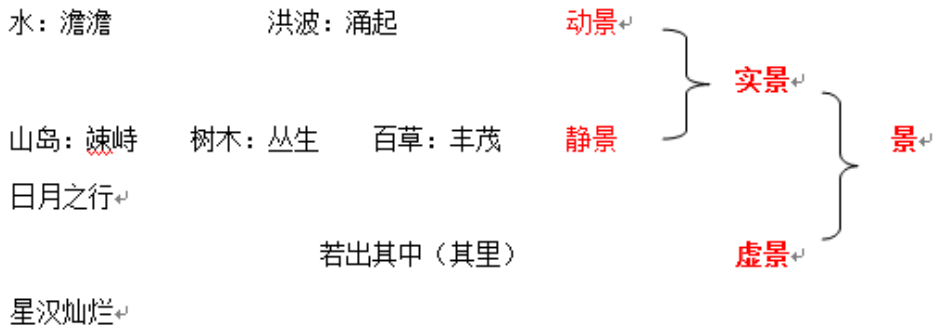 水：澹澹 洪波：涌起 动景
实景
山岛：竦峙 树木：丛生 百草：丰茂 静景 景
日月之行
若出其中（其里） 虚景
星汉灿烂